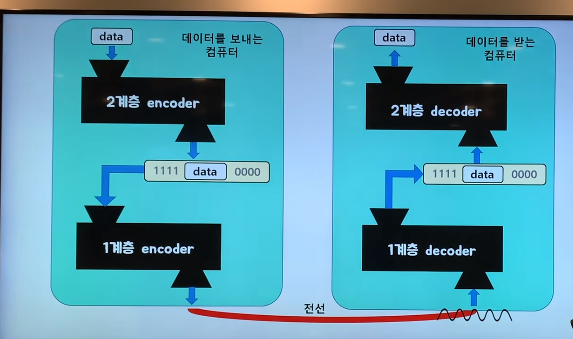 data
데이터를 보내는
컴퓨터
2계층 encoder
1111 data 0000
1계층 encoder
data
데이터를 받는
컴퓨터
2계층 decoder
1111 data 0000
1계층 decoder
전선